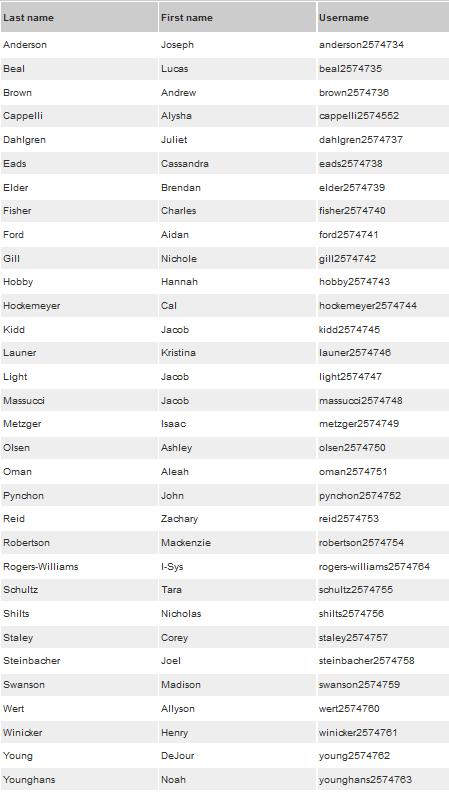 Last name First name Username
Anderson Joseph anderson2574734
Beal Lucas beal2574735
Brown Andrew brown2574736
Cappelli Alysha cappelli2574552
Dahlgren Juliet dahlgren2574737
Eads Cassandra eads2574738
Elder Brendan elder2574739
Fisher Charles fisher2574740
Ford Aidan ford2574741
Gill Nichole gill2574742
Hobby Hannah hobby2574743
Hockemeyer Cal hockemeyer2574744
Kidd Jacob kidd2574745
Launer Kristina launer2574746
Light Jacob light2574747
Massucci Jacob massucci2574748
Metzger Isaac metzger2574749
Olsen Ashley olsen2574750
Oman Aleah oman2574751
Pynchon John pynchon2574752
Reid Zachary reid2574753
Robertson Mackenzie robertson2574754
Rogers-Williams I-Sys rogers-williams2574764
Schultz Tara schultz2574755
Shilts Nicholas shilts2574756
Staley Corey staley2574757
Steinbacher Joel steinbacher2574758
Swanson Madison swanson2574759
Wert Allyson wert2574760
Winicker Henry winicker2574761
Young DeJour young2574762
Younghans Noah younghans2574763